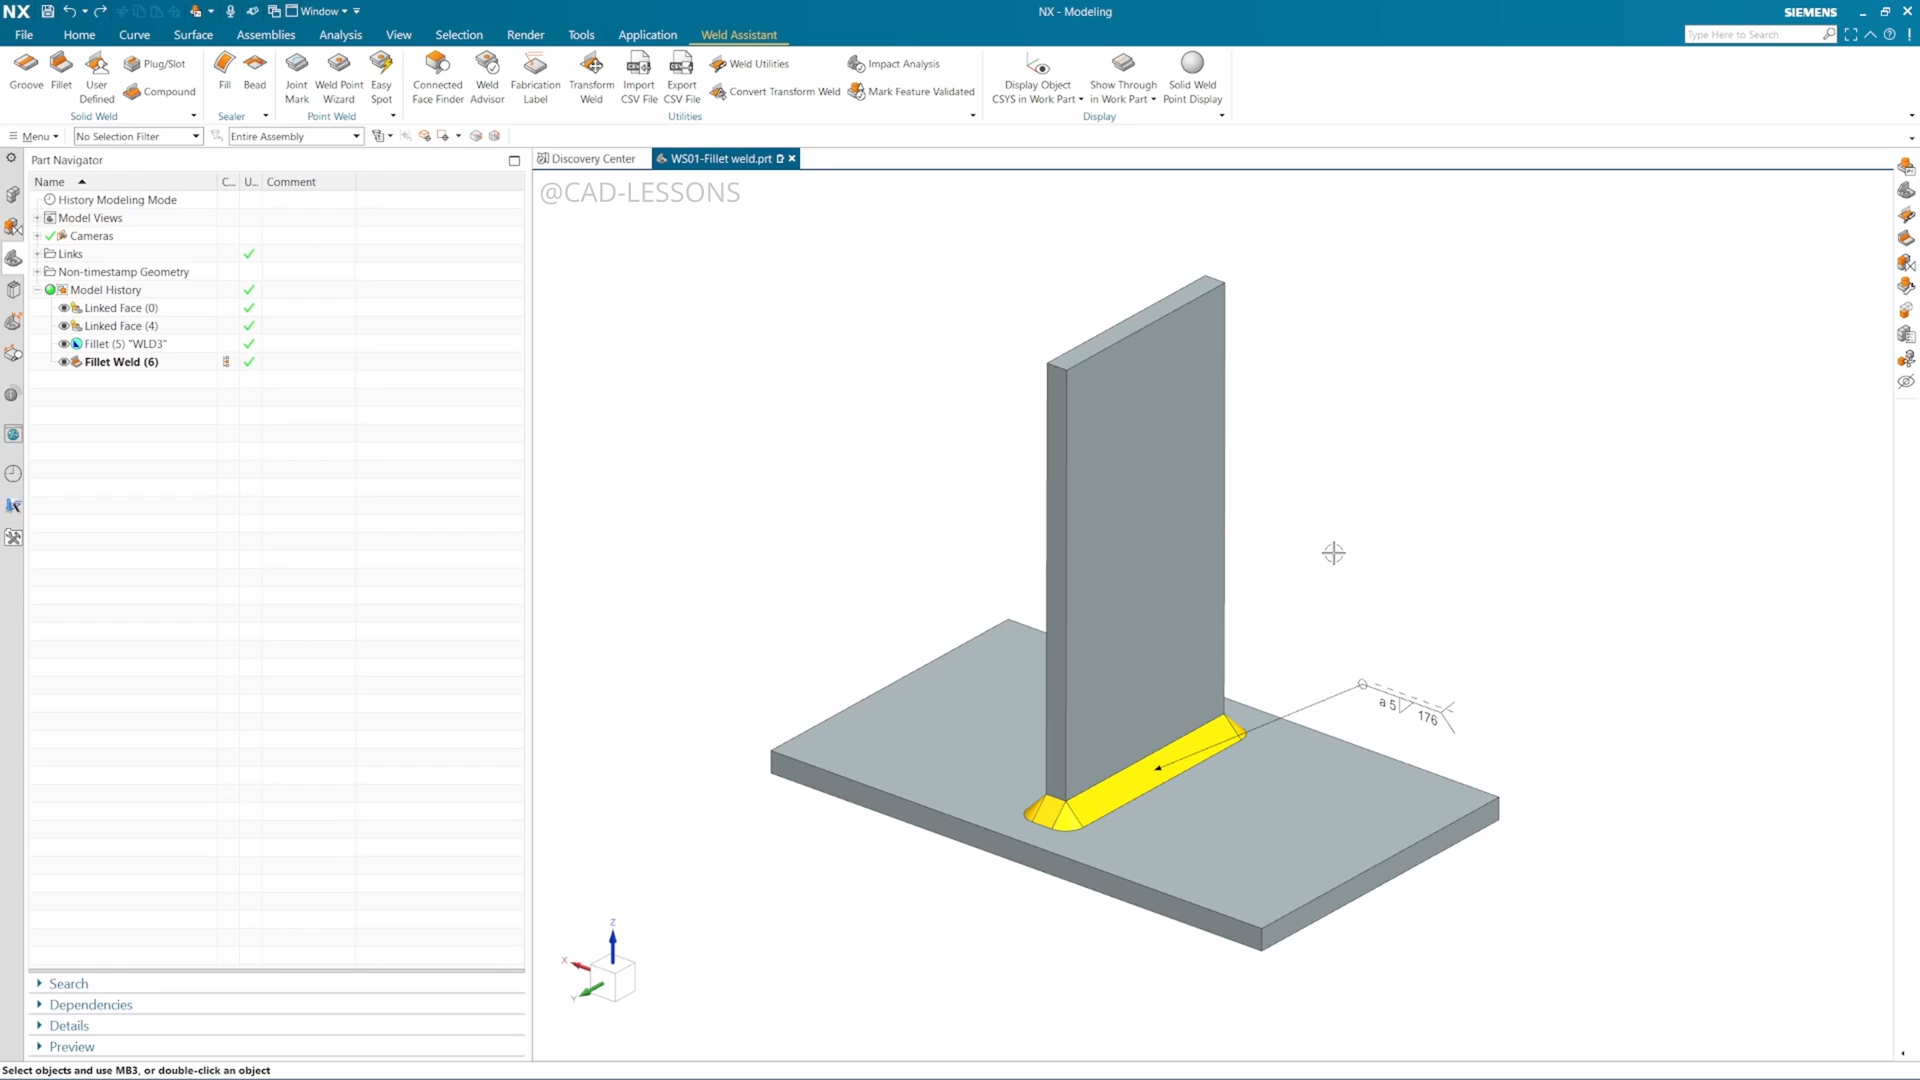 NX
Window
NX - Modeling
SIEMENS
File Home Curve Surface Assemblies Analysis View Selection Render Tools Application Weld Assistant
Type Here to Search
Groove
Fillet
User Defined
Plug/Slot
Compound
Solid Weld
Fill
Bead
Sealer
Joint Mark
Weld Point Wizard
Easy Spot
Point Weld
Connected Face Finder
Weld Advisor
Fabrication Label
Transform Weld
Import CSV File
Export CSV File
Weld Utilities
Convert Transform Weld
Impact Analysis
Mark Feature Validated
Utilities
Display Object CSYS in Work Part
Show Through in Work Part
Solid Weld Point Display
Display
Menu
No Selection Filter
Entire Assembly
Part Navigator
Discovery Center
WS01-Fillet weld.prt
Name C... U... Comment
@CAD-LESSONS
History Modeling Mode
Model Views
Cameras
Links
Non-timestamp Geometry
Model History
Linked Face (0)
Linked Face (4)
Fillet (5) "WLD3"
Fillet Weld (6)
a 5 176
Z
X
Y
Search
Dependencies
Details
Preview
Select objects and use MB3, or double-click an object